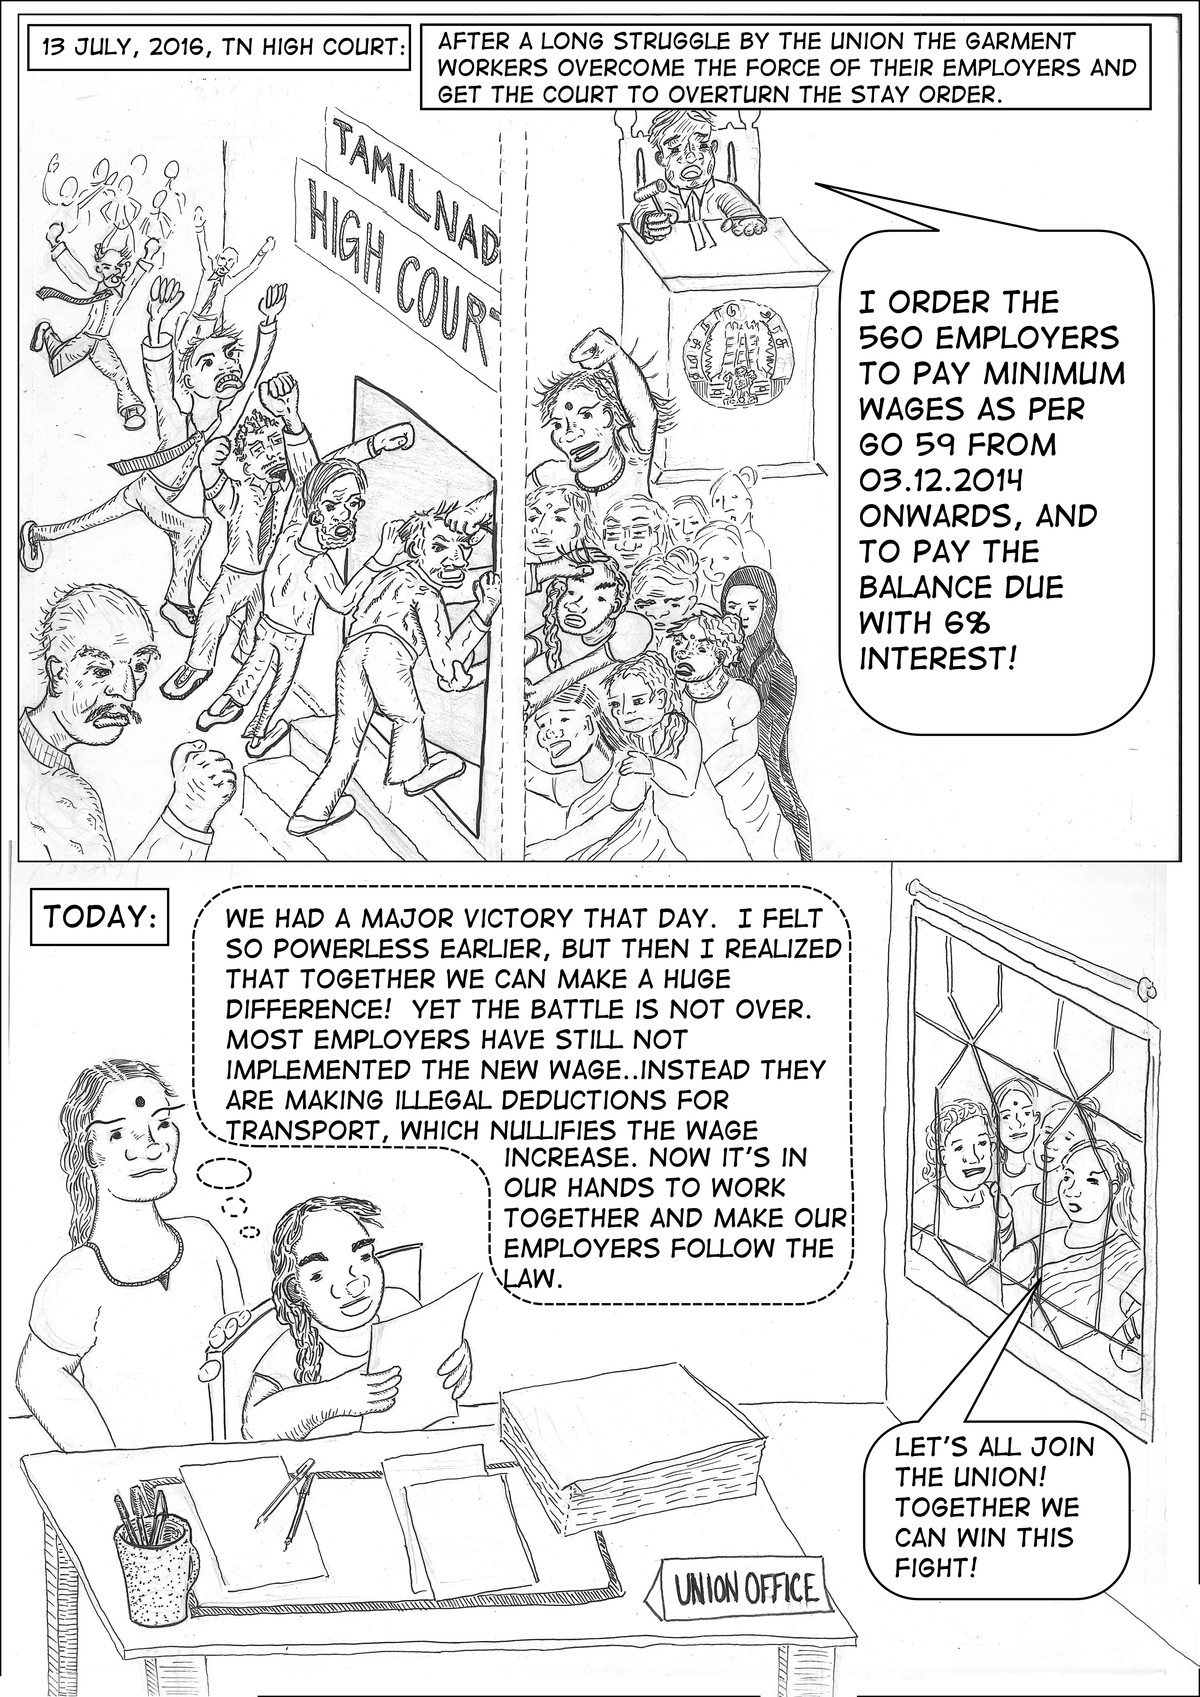 13 JULY, 2016, TN HIGH COURT:
AFTER A LONG STRUGGLE BY THE UNION THE GARMENT
WORKERS OVERCOME THE FORCE OF THEIR EMPLOYERS AND
GET THE COURT TO OVERTURN THE STAY ORDER.
TAMIL NAD
HIGH COUR
I ORDER THE
560 EMPLOYERS
TO PAY MINIMUM
WAGES AS PER
GO 59 FROM
03.12.2014
ONWARDS, AND
TO PAY THE
BALANCE DUE
WITH 6%
INTEREST!
TODAY:
WE HAD A MAJOR VICTORY THAT DAY. I FELT
SO POWERLESS EARLIER, BUT THEN I REALIZED
THAT TOGETHER WE CAN MAKE A HUGE
DIFFERENCE! YET THE BATTLE IS NOT OVER.
MOST EMPLOYERS HAVE STILL NOT
IMPLEMENTED THE NEW WAGE..INSTEAD THEY
ARE MAKING ILLEGAL DEDUCTIONS FOR
TRANSPORT, WHICH NULLIFIES THE WAGE
INCREASE. NOW IT'S IN
OUR HANDS TO WORK
TOGETHER AND MAKE OUR
EMPLOYERS FOLLOW THE
LAW.
LET'S ALL JOIN
THE UNION!
TOGETHER WE
CAN WIN THIS
FIGHT!
UNION OFFICE